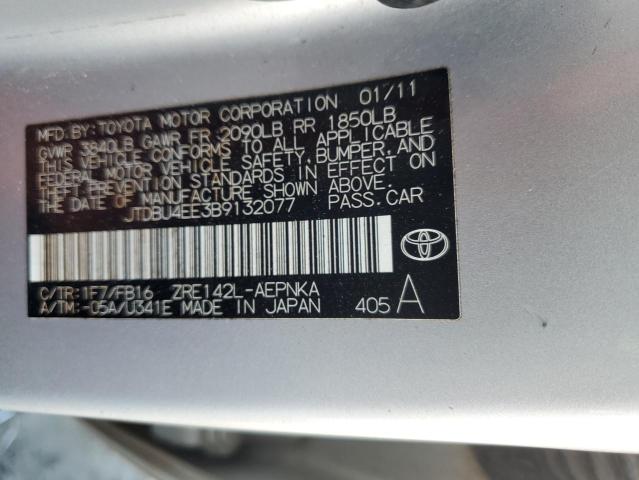 MFD.BY:TOYOTA MOTOR CORPORATION 01/11
GVWR 3840LB GAWR FR 2090LB RR 1850LB
THIS VEHICLE CONFORMS TO ALL APPLICABLE
FEDERAL MOTOR VEHICLE SAFETY,BUMPER,AND
THEFT PREVENTION STANDARDS IN EFFECT ON
THE DATE OF MANUFACTURE SHOWN ABOVE.
JTDBU4EE3B9132077 PASS.CAR
C/TR:1F7/FB16 ZRE142L-AEPNKA
A/TM:-05A/U341E MADE IN JAPAN 405 A